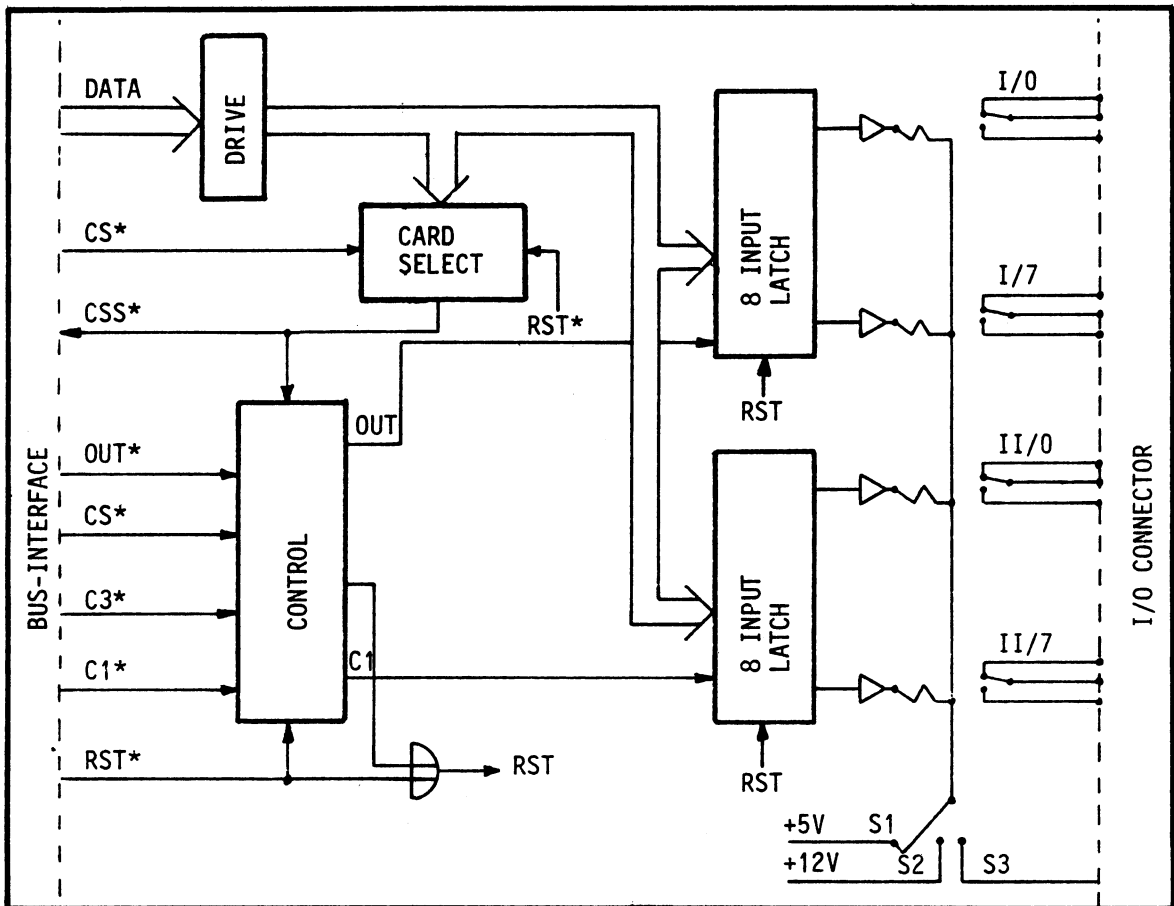 DATA
DRIVE
I/0
CS*
CARD
SELECT
8 INPUT
LATCH
I/7
CSS*
RST*
RST
OUT
BUS-INTERFACE
OUT*
CS*
CONTROL
C3*
C1*
C1
II/0
8 INPUT
LATCH
II/7
I/O CONNECTOR
RST*
RST
RST
+5V
S1
+12V
S2
S3